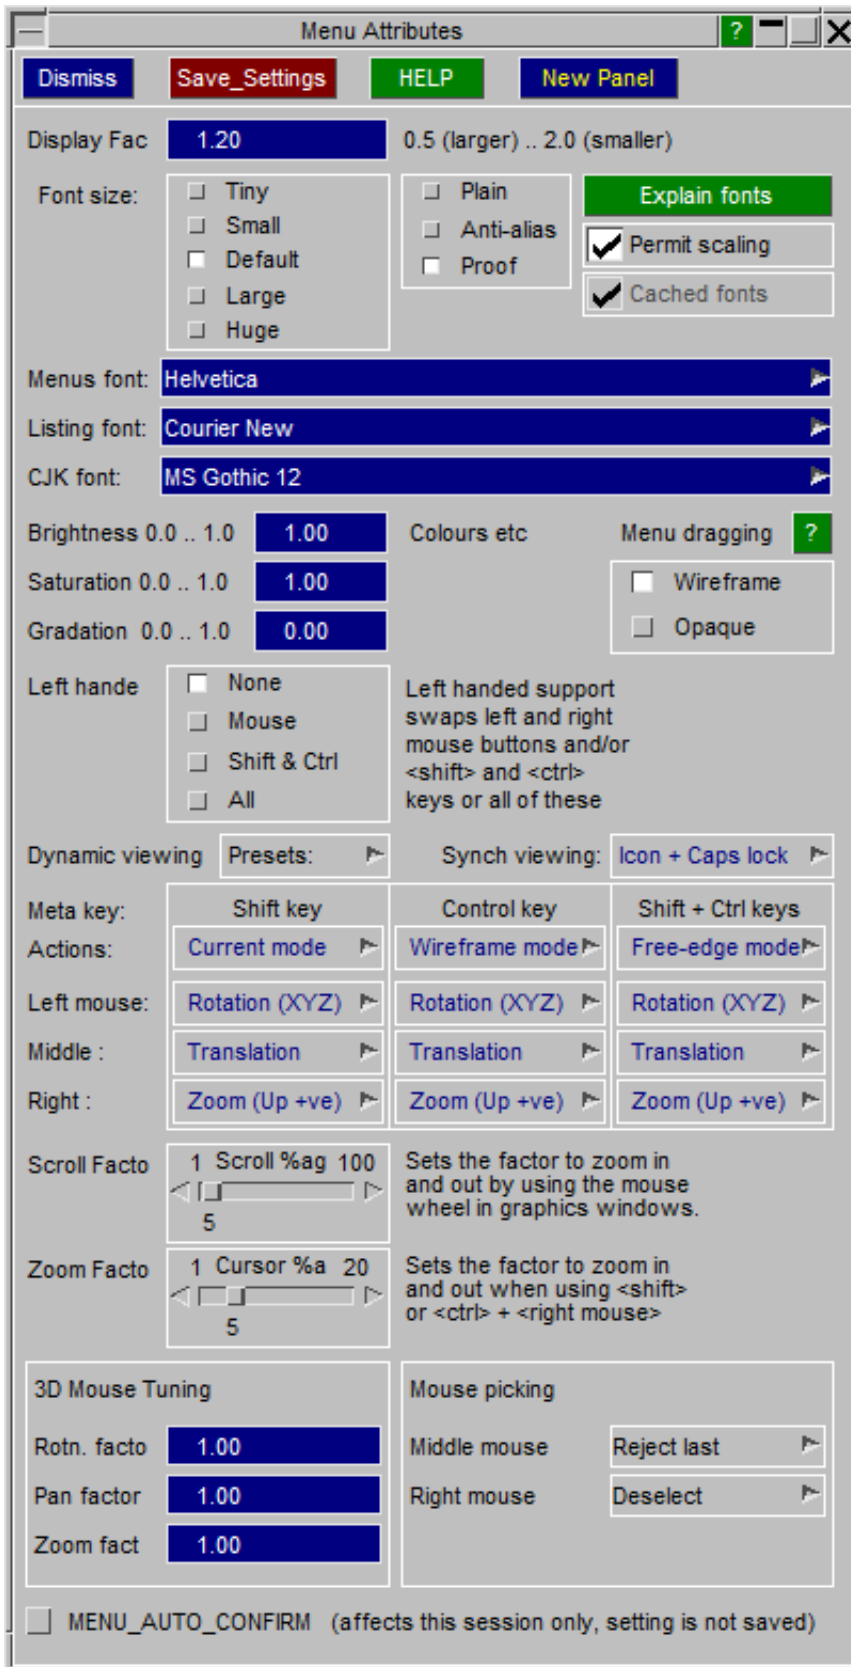 Menu Attributes ?
Dismiss Save_Settings HELP New Panel
Display Fac 1.20 0.5 (larger) .. 2.0 (smaller)
Font size: Tiny Plain Explain fonts
Small Anti-alias Permit scaling
Default Proof Cached fonts
Large
Huge
Menus font: Helvetica
Listing font: Courier New
CJK font: MS Gothic 12
Brightness 0.0 .. 1.0 1.00 Colours etc Menu dragging ?
Saturation 0.0 .. 1.0 1.00 Wireframe
Gradation 0.0 .. 1.0 0.00 Opaque
Left hande None Left handed support
Mouse swaps left and right
mouse buttons and/or
Shift & Ctrl <shift> and <ctrl>
All keys or all of these
Dynamic viewing Presets: Synch viewing: Icon + Caps lock
Meta key: Shift key Control key Shift + Ctrl keys
Actions: Current mode Wireframe mode Free-edge mode
Left mouse: Rotation (XYZ) Rotation (XYZ) Rotation (XYZ)
Middle : Translation Translation Translation
Right : Zoom (Up +ve) Zoom (Up +ve) Zoom (Up +ve)
Scroll Facto 1 Scroll %ag 100 Sets the factor to zoom in
and out by using the mouse
5 wheel in graphics windows.
Zoom Facto 1 Cursor %a 20 Sets the factor to zoom in
and out when using <shift>
5 or <ctrl> + <right mouse>
3D Mouse Tuning Mouse picking
Rotn. facto 1.00 Middle mouse Reject last
Pan factor 1.00 Right mouse Deselect
Zoom fact 1.00
MENU_AUTO_CONFIRM (affects this session only, setting is not saved)